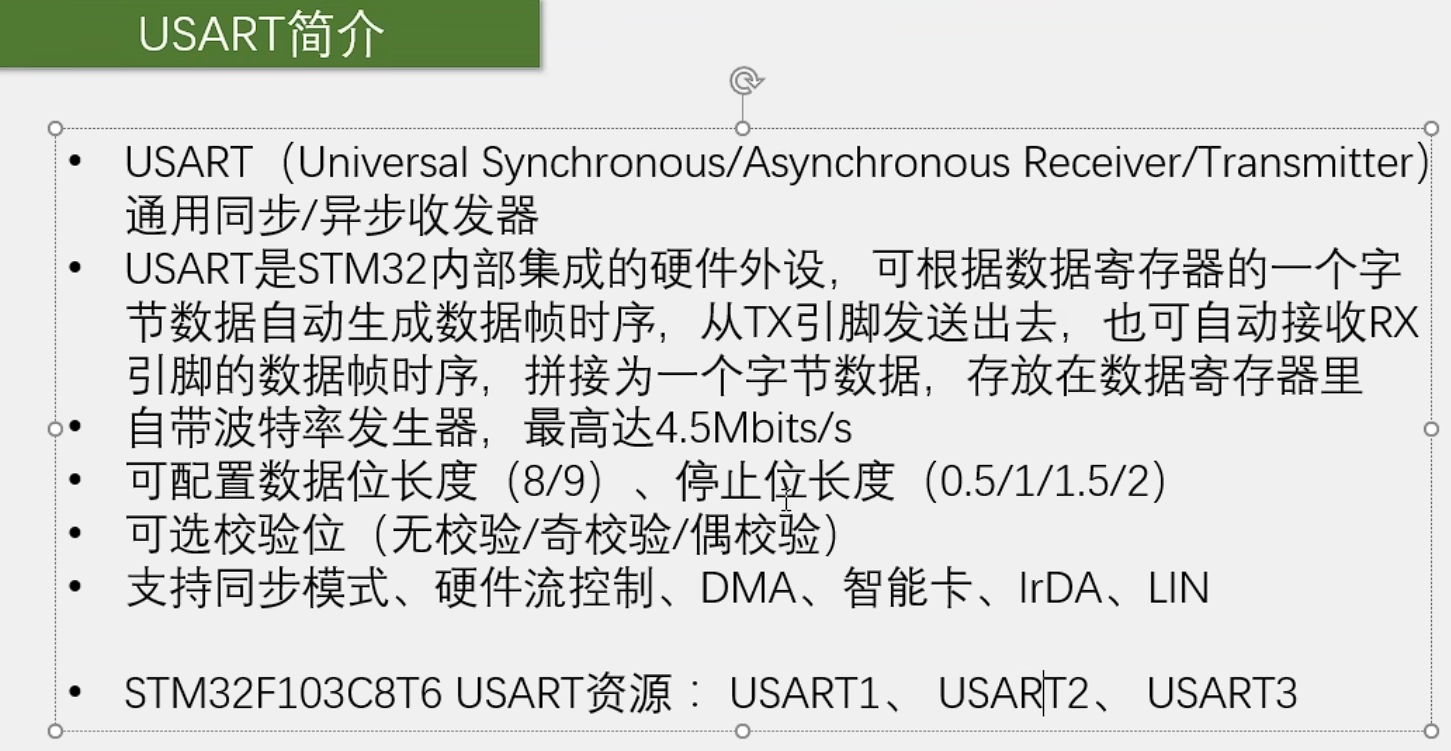 USART简介
• USART（Universal Synchronous/Asynchronous Receiver/Transmitter）
通用同步/异步收发器
• USART是STM32内部集成的硬件外设，可根据数据寄存器的一个字
节数据自动生成数据帧时序，从TX引脚发送出去，也可自动接收RX
引脚的数据帧时序，拼接为一个字节数据，存放在数据寄存器里
• 自带波特率发生器，最高达4.5Mbits/s
• 可配置数据位长度（8/9）、停止位长度（0.5/1/1.5/2）
• 可选校验位（无校验/奇校验/偶校验）
• 支持同步模式、硬件流控制、DMA、智能卡、IrDA、LIN
• STM32F103C8T6 USART资源： USART1、 USART2、 USART3